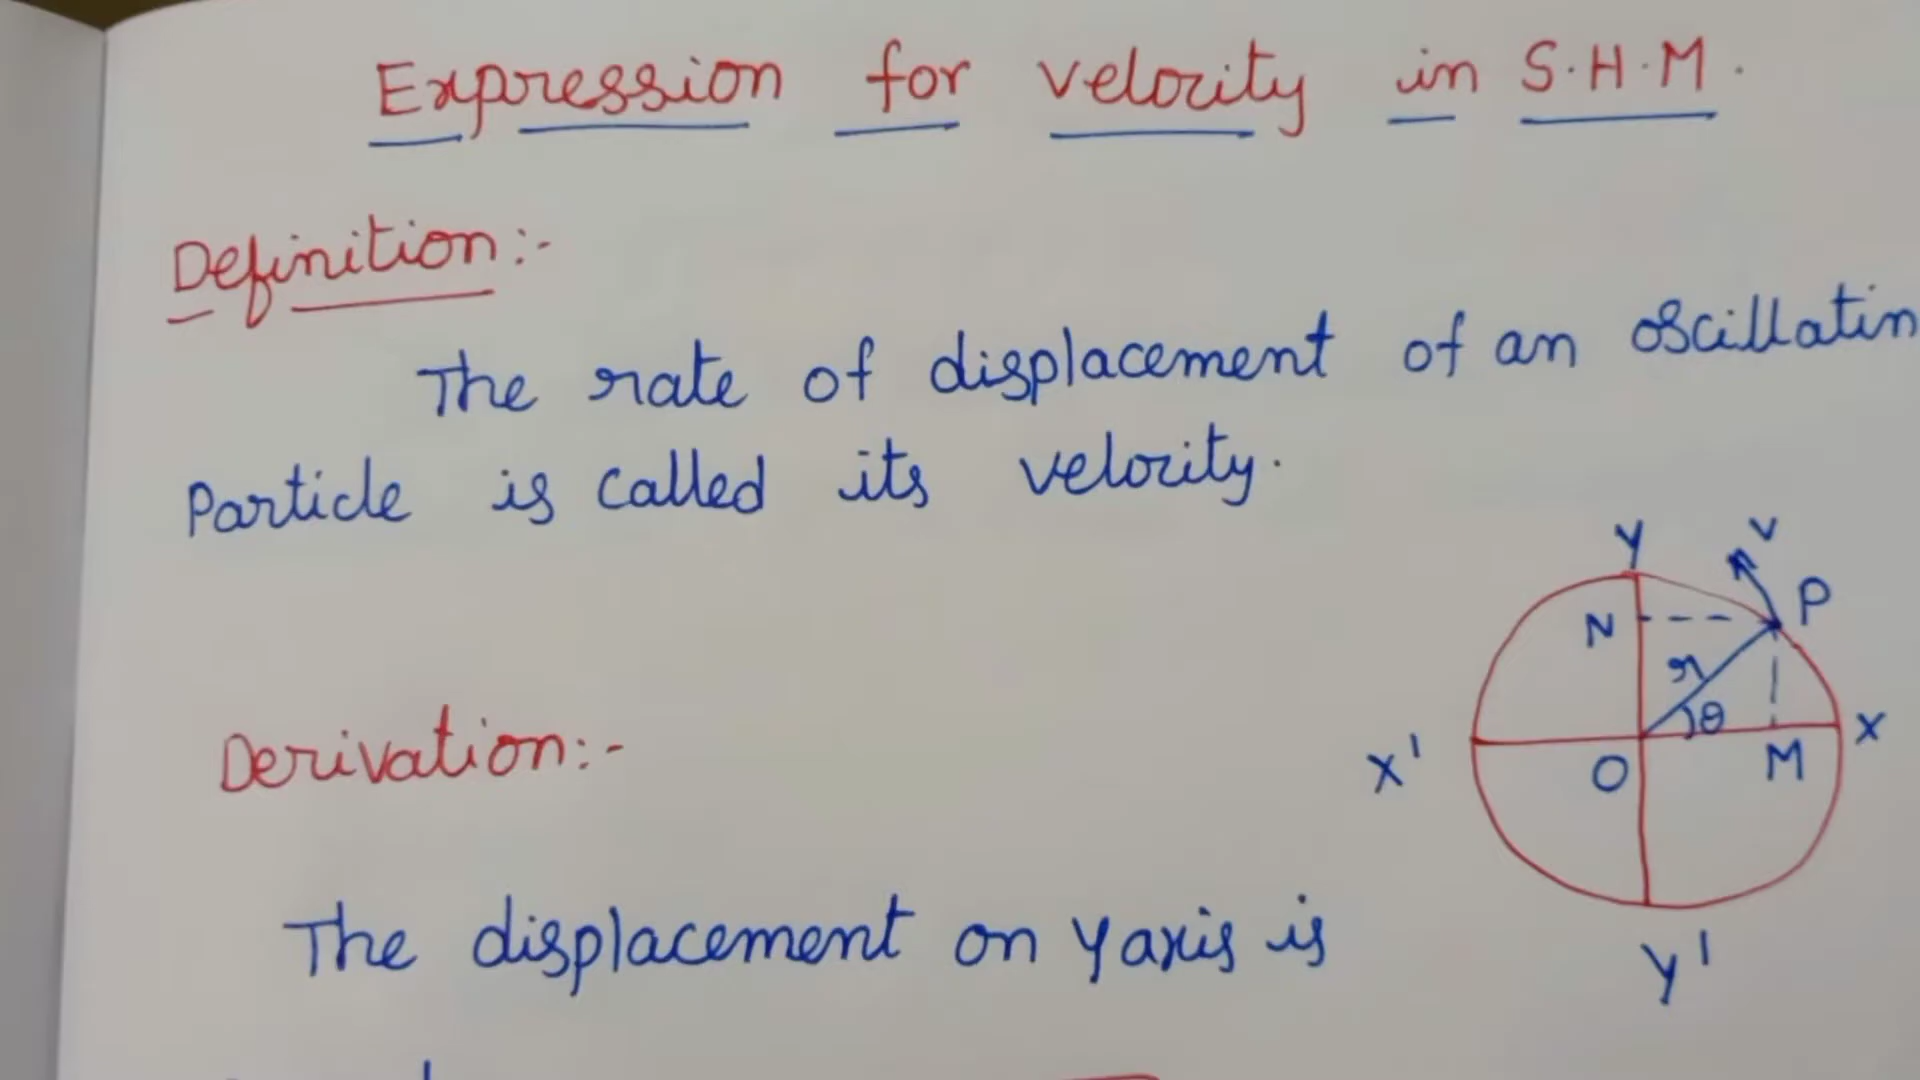 Expression for velocity in S.H.M.
Definition:-
The rate of displacement of an oscillatin
Particle is called its velocity.
Y
V
N
P
r
θ
X'
O
M
X
Y'
Derivation:-
The displacement on y axis is